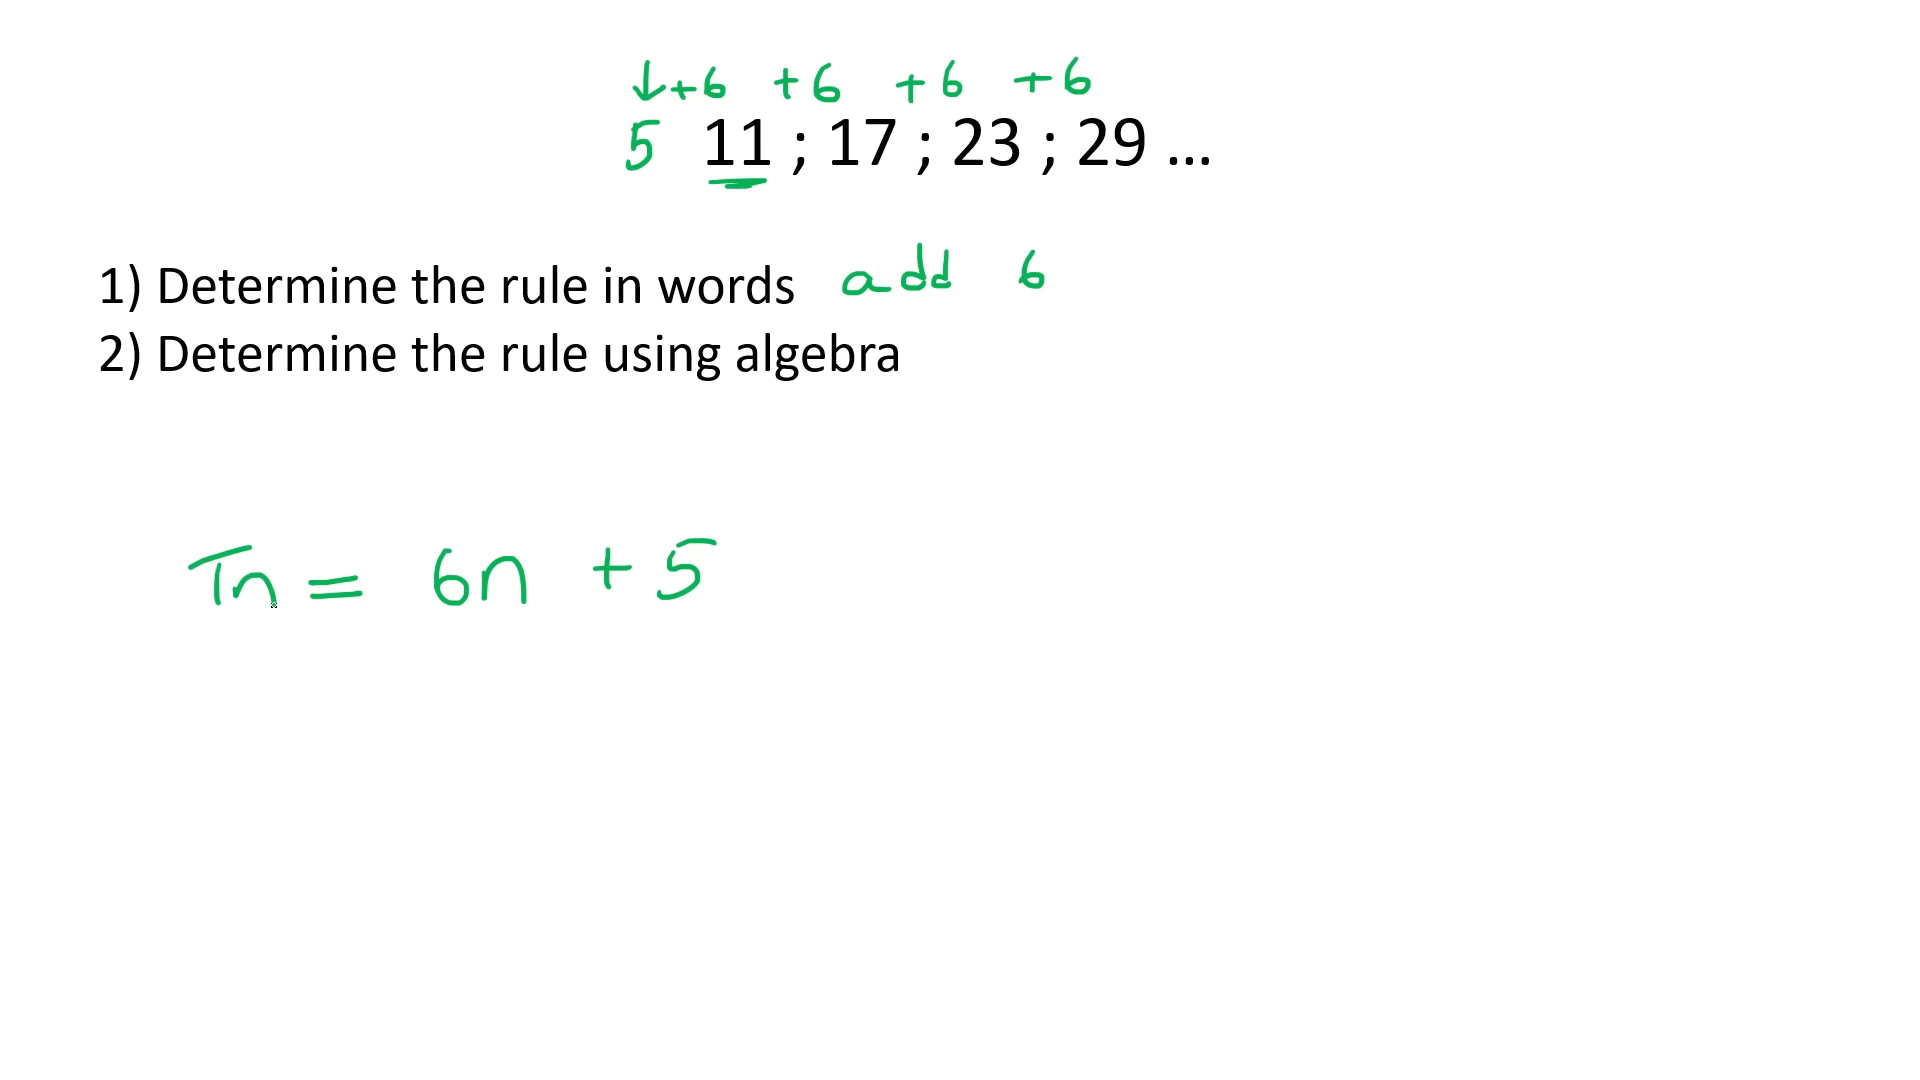 +6 +6 +6 +6
5 11 ; 17 ; 23 ; 29 ...
1) Determine the rule in words add 6
2) Determine the rule using algebra
Tn = 6n + 5